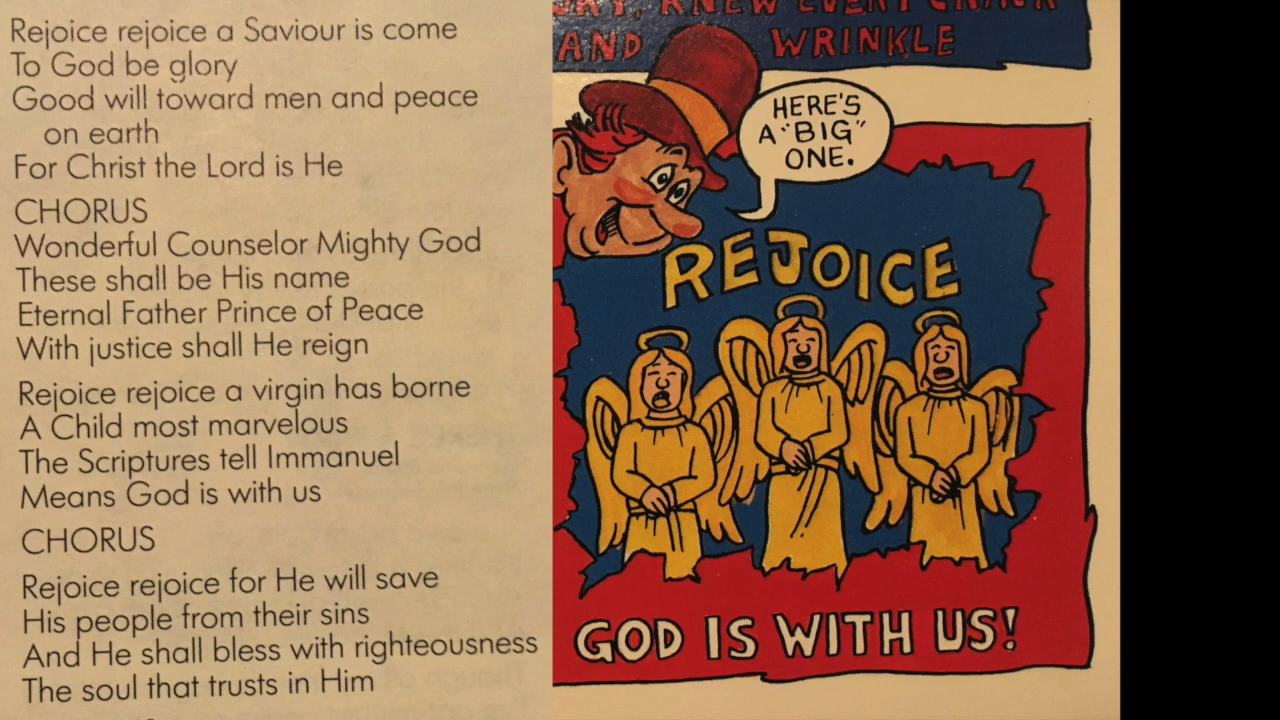 Rejoice rejoice a Saviour is come
To God be glory
Good will toward men and peace
on earth
For Christ the Lord is He
CHORUS
Wonderful Counselor Mighty God
These shall be His name
Eternal Father Prince of Peace
With justice shall He reign
Rejoice rejoice a virgin has borne
A Child most marvelous
The Scriptures tell Immanuel
Means God is with us
CHORUS
Rejoice rejoice for He will save
His people from their sins
And He shall bless with righteousness
The soul that trusts in Him
KNEW EVERY CRACK
AND WRINKLE
HERE'S
A "BIG"
ONE.
REJOICE
GOD IS WITH US!